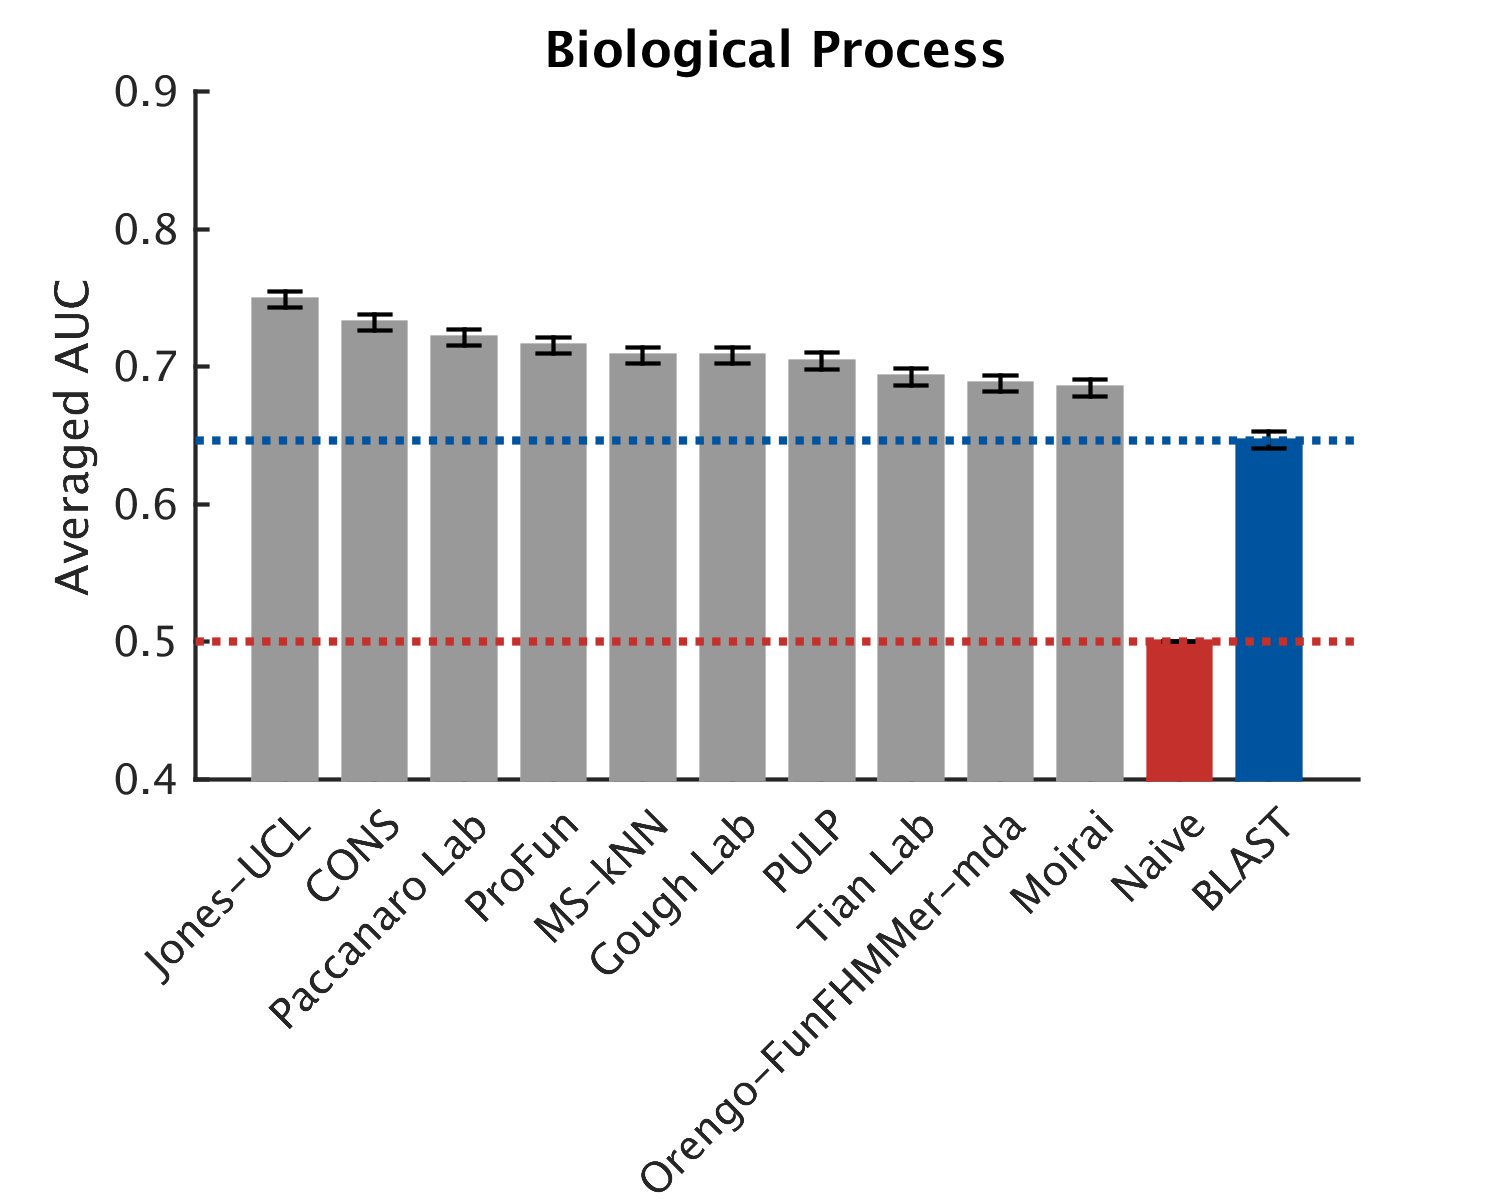 Biological Process
Averaged AUC
0.9
0.8
0.7
0.6
0.5
0.4
Jones-UCL
CONS
Paccanaro Lab
ProFun
MS-kNN
Gough Lab
PULP
Tian Lab
Orengo-FunFHMMer-mda
Moirai
Naive
BLAST